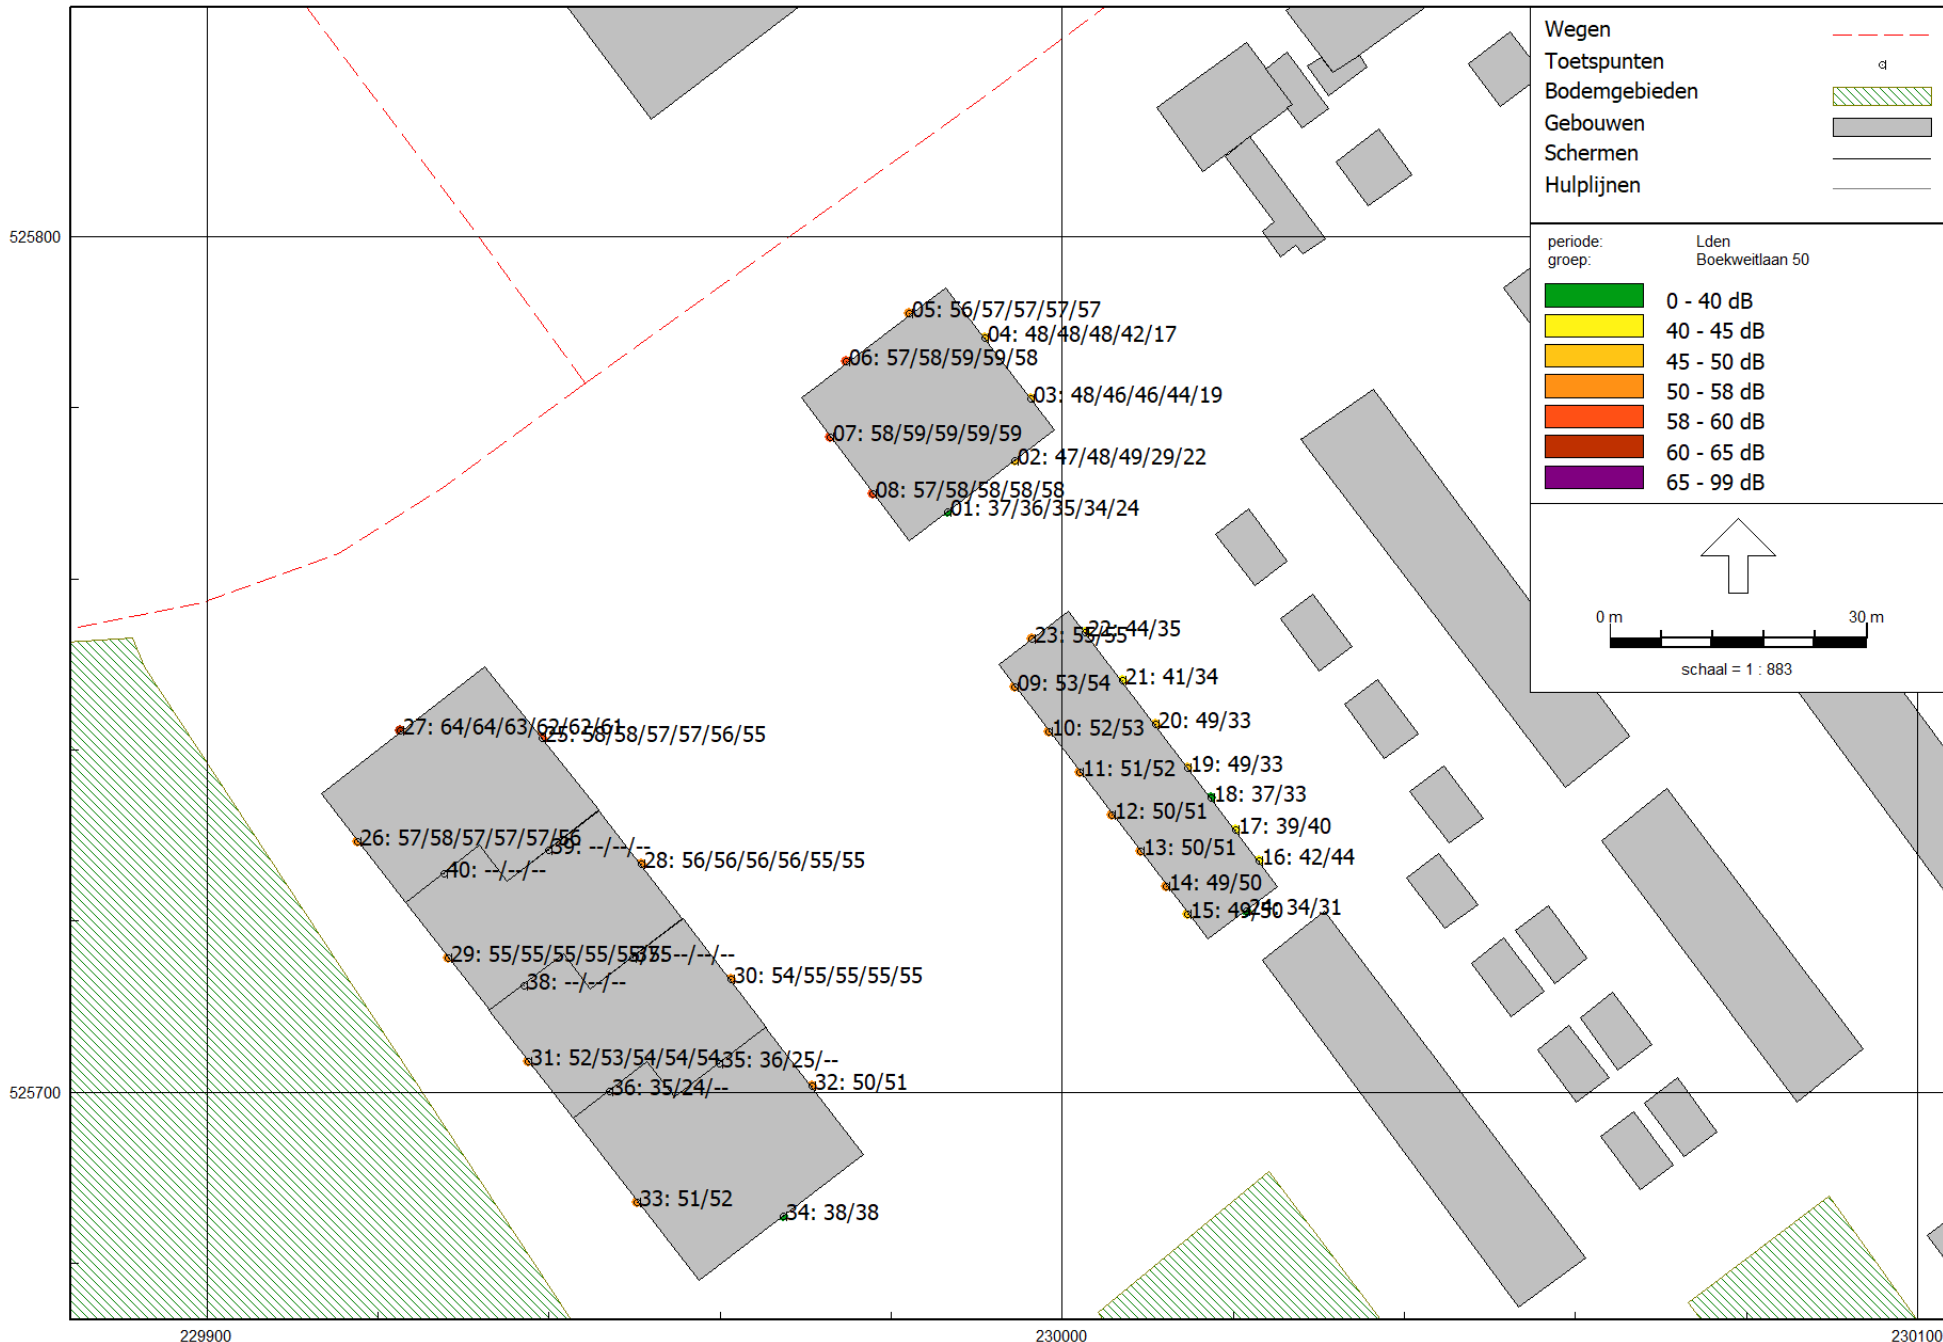 Wegen
Toetspunten
Bodemgebieden
Gebouwen
Schermen
Hulplijnen
periode: Lden
groep: Boekweitlaan 50
0 - 40 dB
40 - 45 dB
45 - 50 dB
50 - 58 dB
58 - 60 dB
60 - 65 dB
65 - 99 dB
0 m 30 m
schaal = 1 : 883
525800
05: 56/57/57/57/57
04: 48/48/48/42/17
06: 57/58/59/59/58
03: 48/46/46/44/19
07: 58/59/59/59/59
02: 47/48/49/29/22
08: 57/58/58/58/58
01: 37/36/35/34/24
22: 44/35
23: 55/55
21: 41/34
09: 53/54
20: 49/33
10: 52/53
19: 49/33
11: 51/52
18: 37/33
12: 50/51
17: 39/40
13: 50/51
16: 42/44
14: 49/50
24: 34/31
15: 49/50
27: 64/64/63/62/62/61
25: 58/58/57/57/56/55
26: 57/58/57/57/57/56
39: --/--/--
28: 56/56/56/56/55/55
40: --/--/--
29: 55/55/55/55/55/55
37: --/--/--
30: 54/55/55/55/55
38: --/--/--
31: 52/53/54/54/54
35: 36/25/--
32: 50/51
36: 35/24/--
525700
33: 51/52
34: 38/38
229900
230000
230100